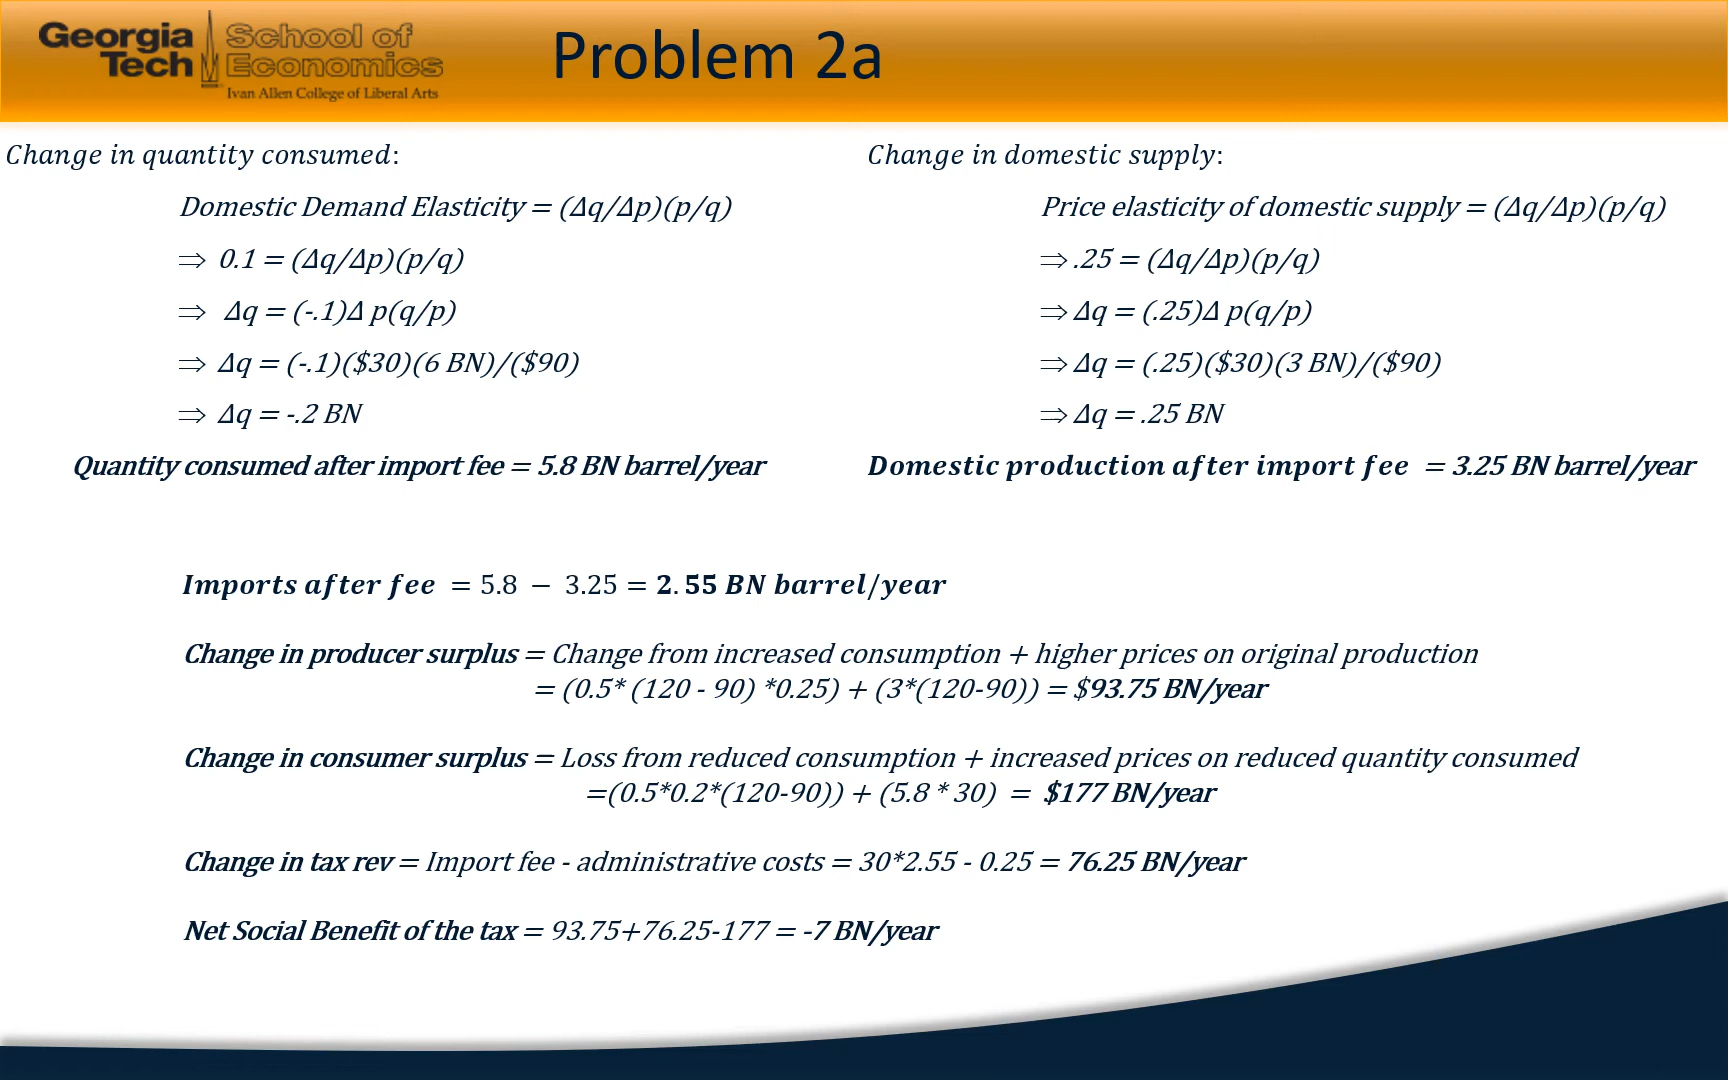 Georgia Tech School of Economics
Ivan Allen College of Liberal Arts
Problem 2a
Change in quantity consumed:
Domestic Demand Elasticity = (Δq/Δp)(p/q)
⇒ 0.1 = (Δq/Δp)(p/q)
⇒ Δq = (-.1)Δ p(q/p)
⇒ Δq = (-.1)($30)(6 BN)/($90)
⇒ Δq = -.2 BN
Quantity consumed after import fee = 5.8 BN barrel/year
Change in domestic supply:
Price elasticity of domestic supply = (Δq/Δp)(p/q)
⇒ .25 = (Δq/Δp)(p/q)
⇒ Δq = (.25)Δ p(q/p)
⇒ Δq = (.25)($30)(3 BN)/($90)
⇒ Δq = .25 BN
Domestic production after import fee = 3.25 BN barrel/year
Imports after fee = 5.8 − 3.25 = 2.55 BN barrel/year
Change in producer surplus = Change from increased consumption + higher prices on original production
= (0.5* (120 - 90) *0.25) + (3*(120-90)) = $93.75 BN/year
Change in consumer surplus = Loss from reduced consumption + increased prices on reduced quantity consumed
=(0.5*0.2*(120-90)) + (5.8 * 30) = $177 BN/year
Change in tax rev = Import fee - administrative costs = 30*2.55 - 0.25 = 76.25 BN/year
Net Social Benefit of the tax = 93.75+76.25-177 = -7 BN/year